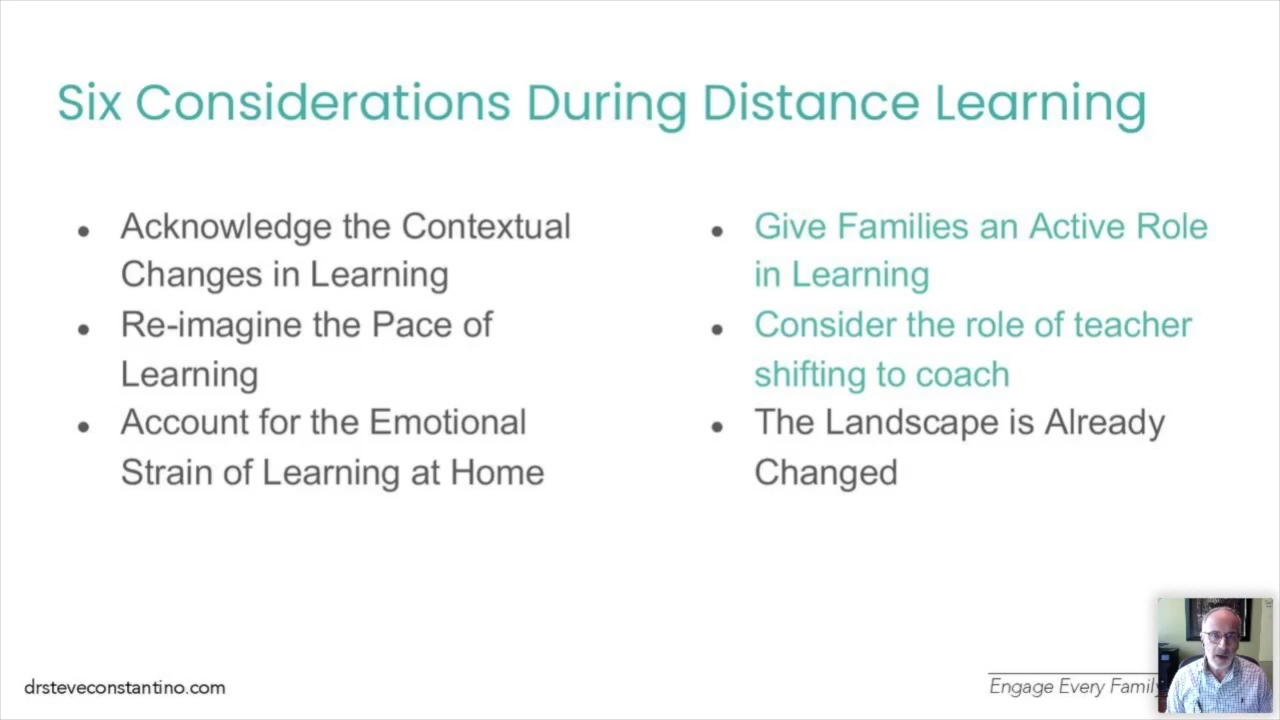 Six Considerations During Distance Learning
● Acknowledge the Contextual
Changes in Learning
● Re-imagine the Pace of
Learning
● Account for the Emotional
Strain of Learning at Home
● Give Families an Active Role
in Learning
● Consider the role of teacher
shifting to coach
● The Landscape is Already
Changed
drsteveconstantino.com
Engage Every Family